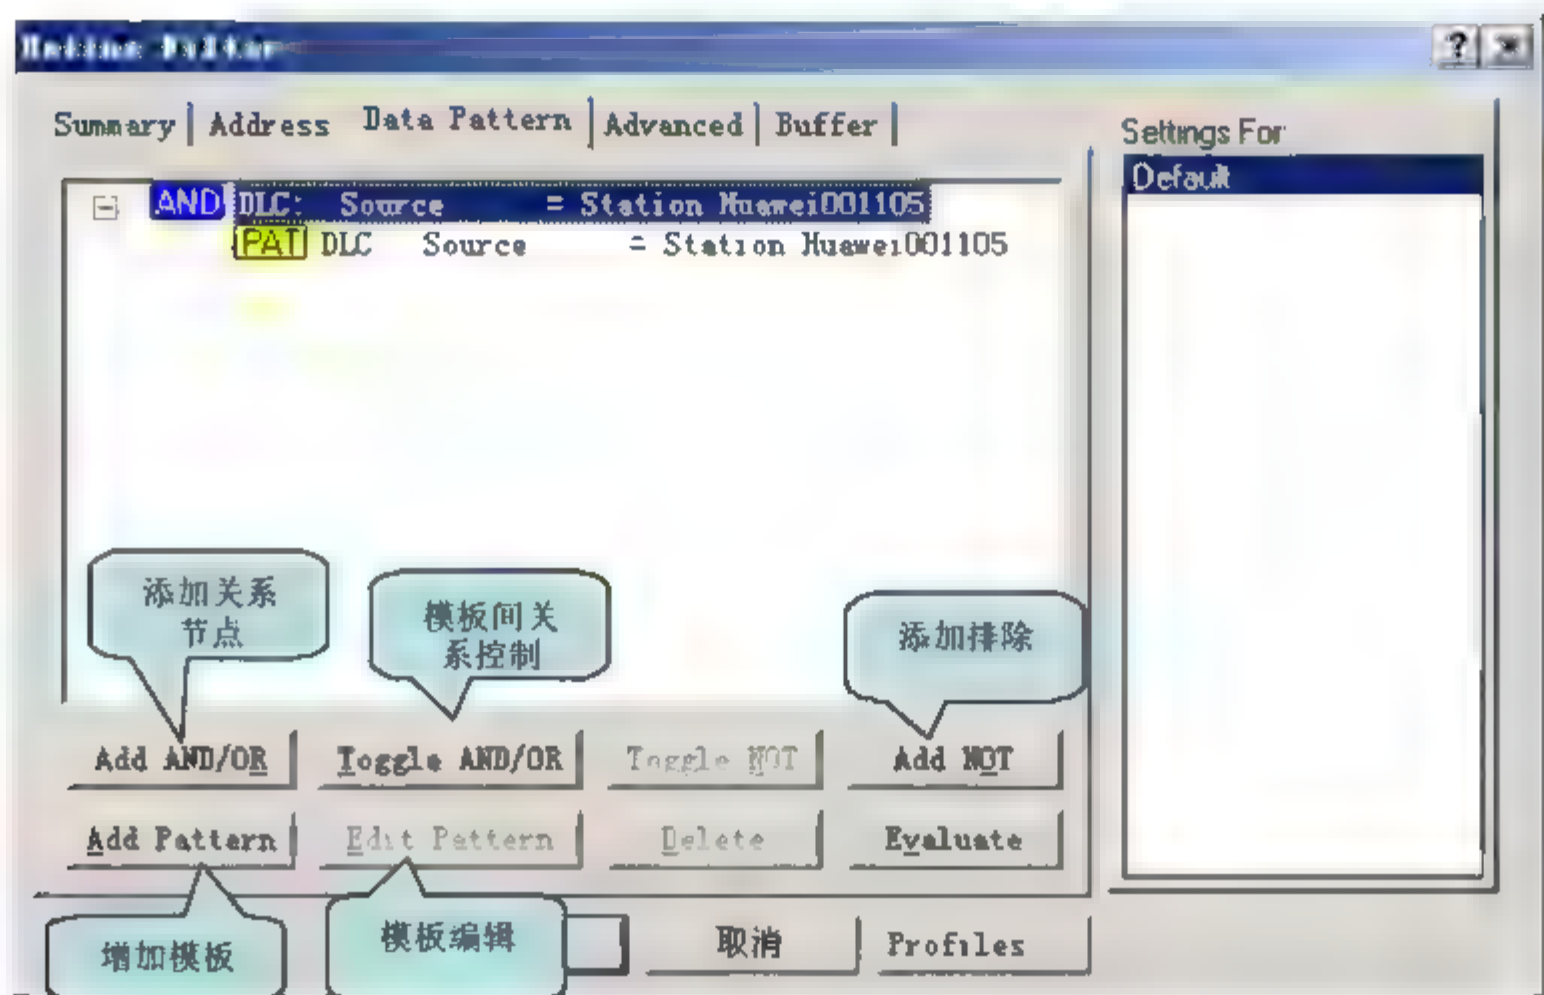 Define Filter
Summary Address Data Pattern Advanced Buffer
Settings For
Default
AND DLC: Source = Station Huawei001105
PAT DLC Source = Station Huawei001105
添加关系
节点
模板间关
系控制
添加排除
Add AND/OR Toggle AND/OR Toggle NOT Add NOT
Add Pattern Edit Pattern Delete Evaluate
增加模板
模板编辑
取消 Profiles